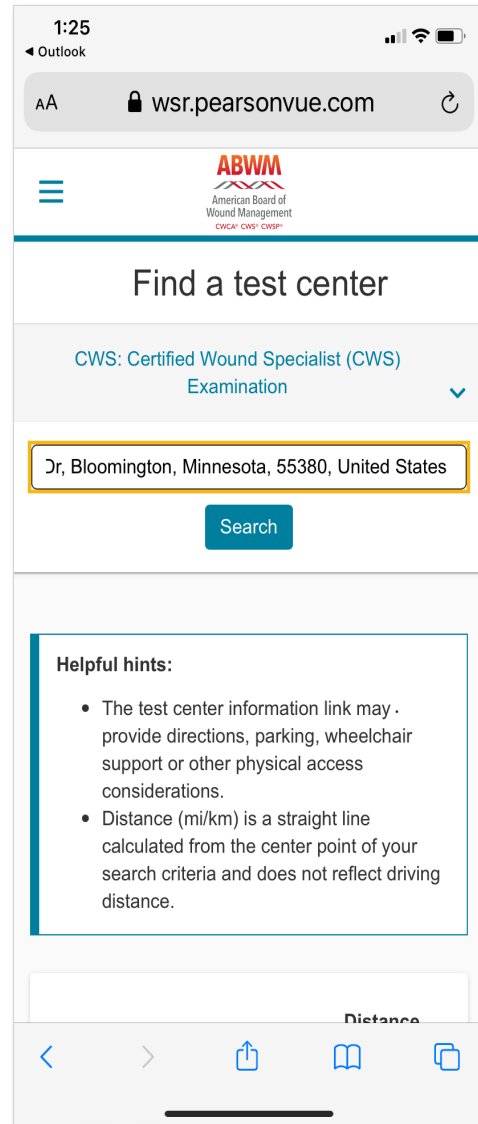 1:25
◀ Outlook
AA wsr.pearsonvue.com
ABWM
American Board of
Wound Management
CWCA® CWS® CWSP®
Find a test center
CWS: Certified Wound Specialist (CWS)
Examination
Dr, Bloomington, Minnesota, 55380, United States
Search
Helpful hints:
• The test center information link may .
provide directions, parking, wheelchair
support or other physical access
considerations.
• Distance (mi/km) is a straight line
calculated from the center point of your
search criteria and does not reflect driving
distance.
Distance